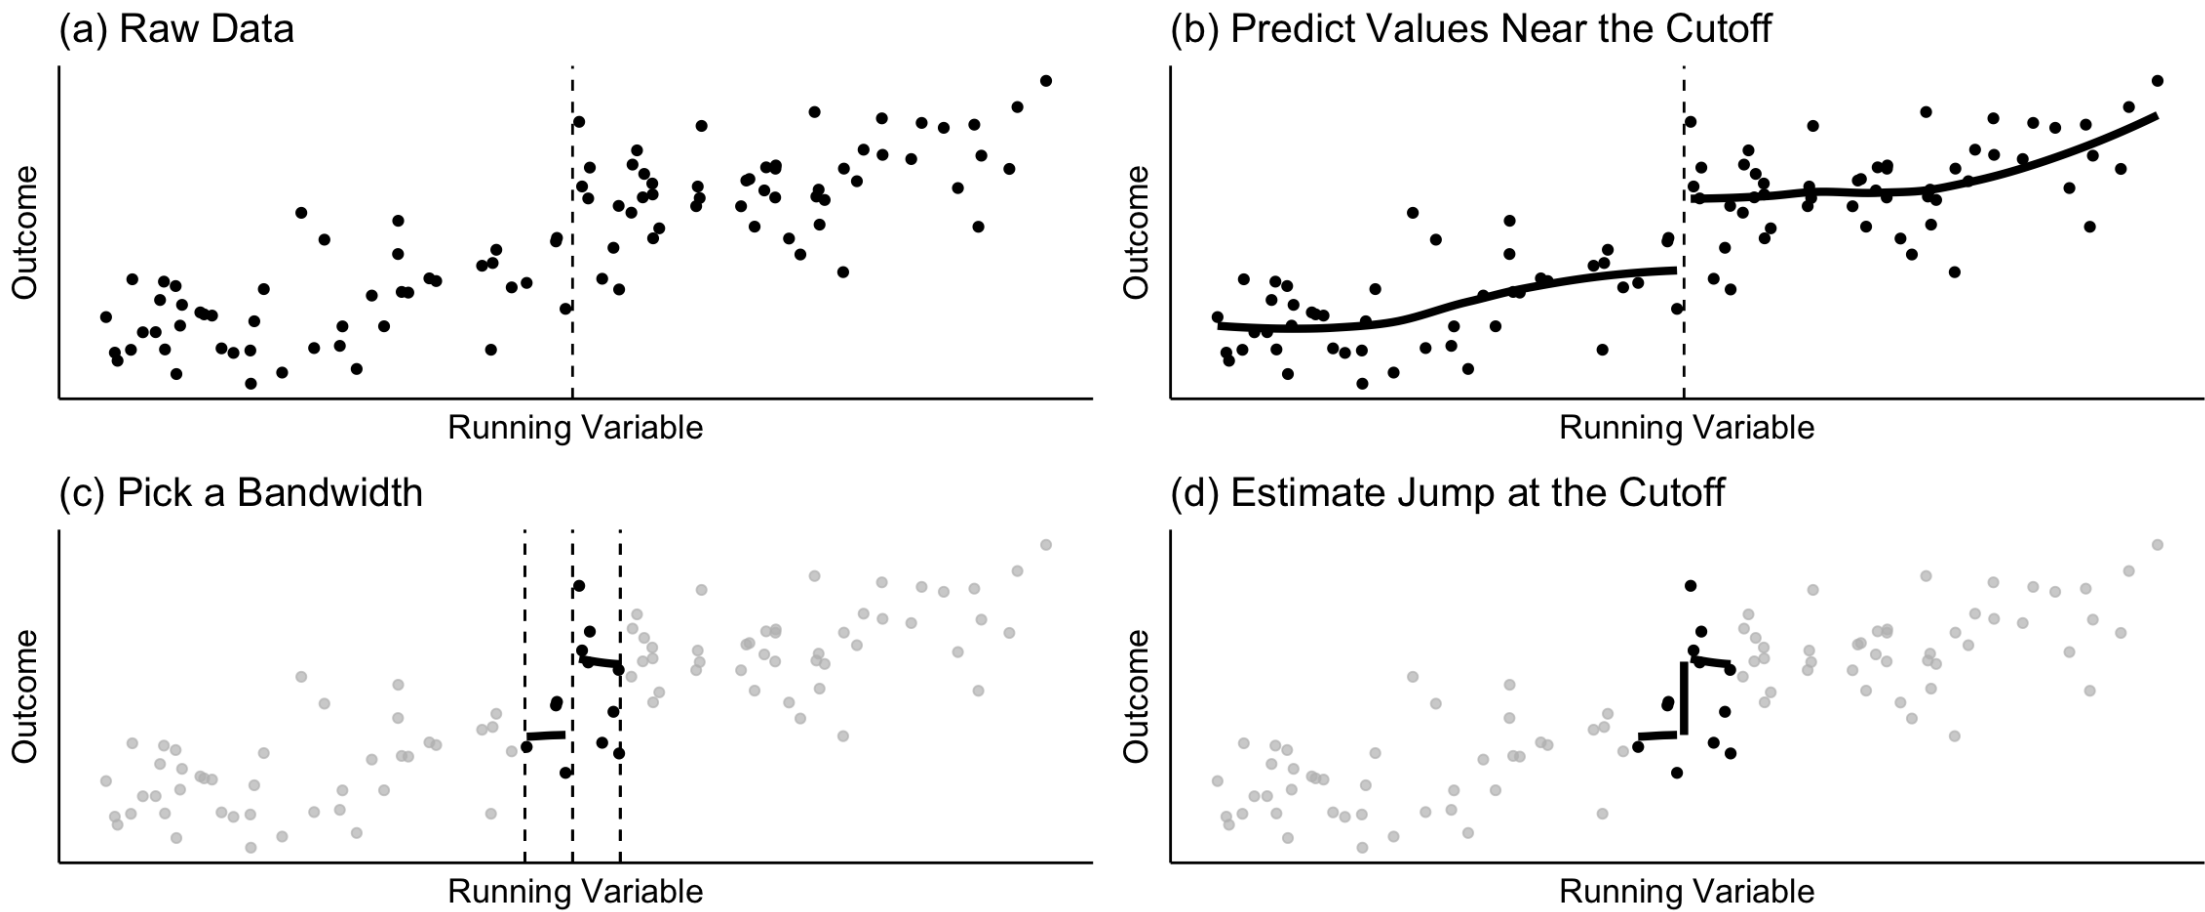 (a) Raw Data
Outcome
Running Variable
(b) Predict Values Near the Cutoff
Outcome
Running Variable
(c) Pick a Bandwidth
Outcome
Running Variable
(d) Estimate Jump at the Cutoff
Outcome
Running Variable